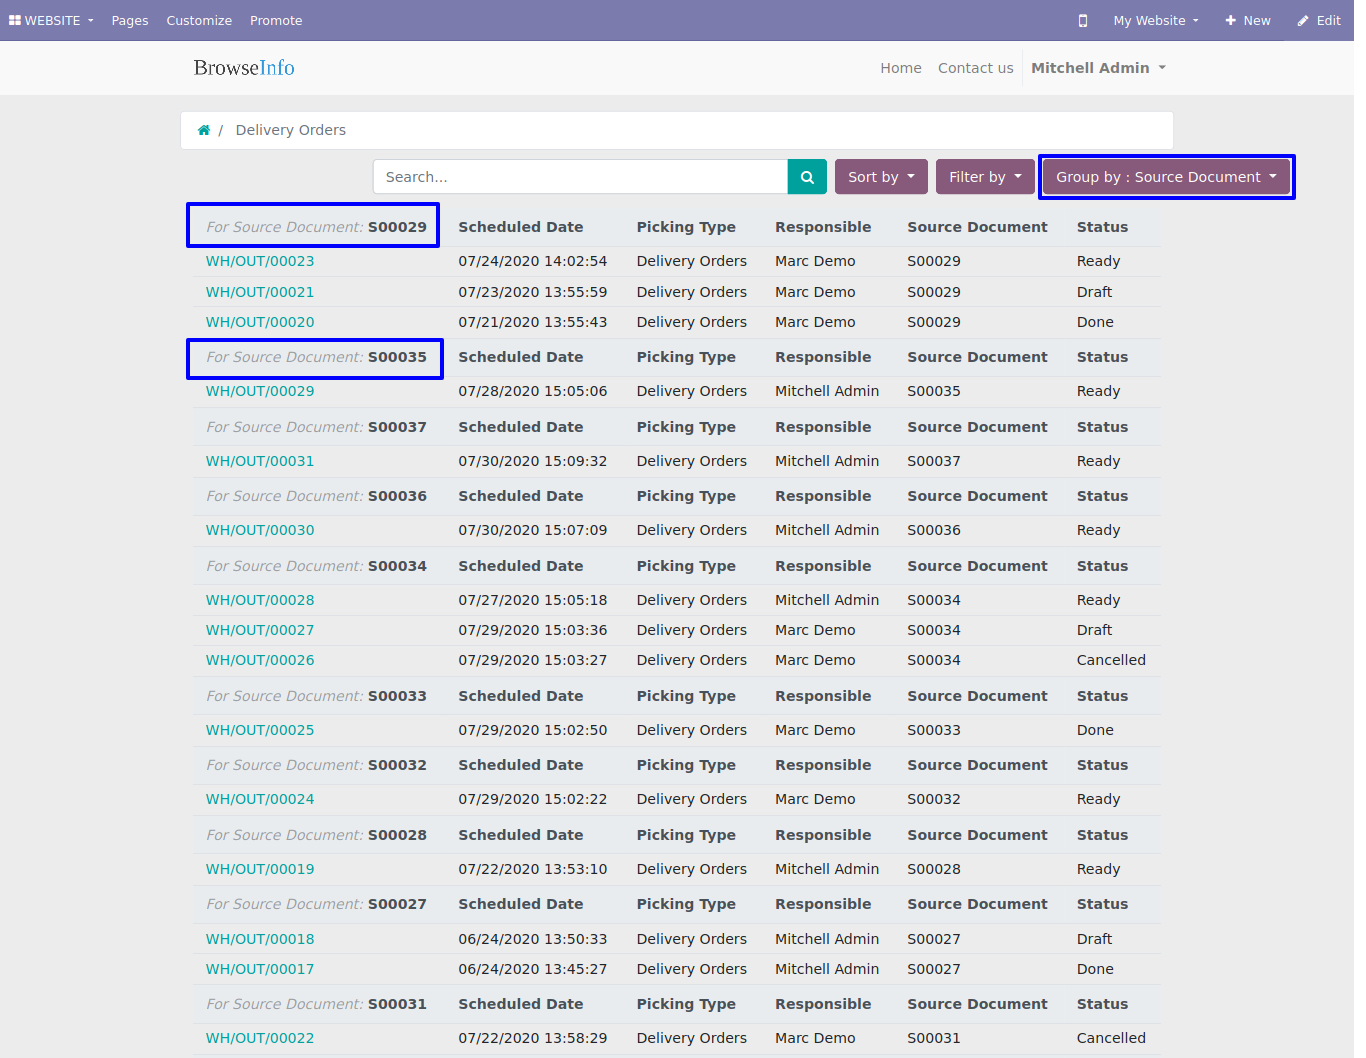 WEBSITE Pages Customize Promote My Website New Edit
BrowseInfo Home Contact us Mitchell Admin
/ Delivery Orders
Search... Sort by Filter by Group by : Source Document
For Source Document: S00029 Scheduled Date Picking Type Responsible Source Document Status
WH/OUT/00023 07/24/2020 14:02:54 Delivery Orders Marc Demo S00029 Ready
WH/OUT/00021 07/23/2020 13:55:59 Delivery Orders Marc Demo S00029 Draft
WH/OUT/00020 07/21/2020 13:55:43 Delivery Orders Marc Demo S00029 Done
For Source Document: S00035 Scheduled Date Picking Type Responsible Source Document Status
WH/OUT/00029 07/28/2020 15:05:06 Delivery Orders Mitchell Admin S00035 Ready
For Source Document: S00037 Scheduled Date Picking Type Responsible Source Document Status
WH/OUT/00031 07/30/2020 15:09:32 Delivery Orders Mitchell Admin S00037 Ready
For Source Document: S00036 Scheduled Date Picking Type Responsible Source Document Status
WH/OUT/00030 07/30/2020 15:07:09 Delivery Orders Mitchell Admin S00036 Ready
For Source Document: S00034 Scheduled Date Picking Type Responsible Source Document Status
WH/OUT/00028 07/27/2020 15:05:18 Delivery Orders Mitchell Admin S00034 Ready
WH/OUT/00027 07/29/2020 15:03:36 Delivery Orders Marc Demo S00034 Draft
WH/OUT/00026 07/29/2020 15:03:27 Delivery Orders Marc Demo S00034 Cancelled
For Source Document: S00033 Scheduled Date Picking Type Responsible Source Document Status
WH/OUT/00025 07/29/2020 15:02:50 Delivery Orders Marc Demo S00033 Done
For Source Document: S00032 Scheduled Date Picking Type Responsible Source Document Status
WH/OUT/00024 07/29/2020 15:02:22 Delivery Orders Marc Demo S00032 Ready
For Source Document: S00028 Scheduled Date Picking Type Responsible Source Document Status
WH/OUT/00019 07/22/2020 13:53:10 Delivery Orders Mitchell Admin S00028 Ready
For Source Document: S00027 Scheduled Date Picking Type Responsible Source Document Status
WH/OUT/00018 06/24/2020 13:50:33 Delivery Orders Mitchell Admin S00027 Draft
WH/OUT/00017 06/24/2020 13:45:27 Delivery Orders Mitchell Admin S00027 Done
For Source Document: S00031 Scheduled Date Picking Type Responsible Source Document Status
WH/OUT/00022 07/22/2020 13:58:29 Delivery Orders Marc Demo S00031 Cancelled